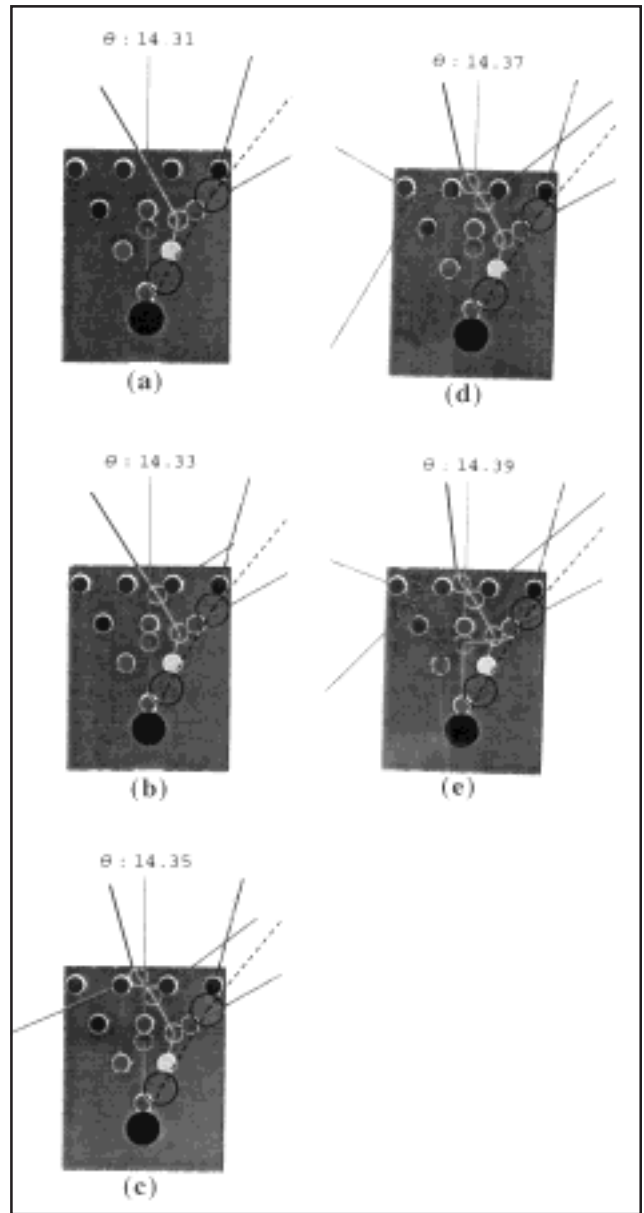 θ : 14.31
(a)
θ : 14.33
(b)
θ : 14.35
(c)
θ : 14.37
(d)
θ : 14.39
(e)